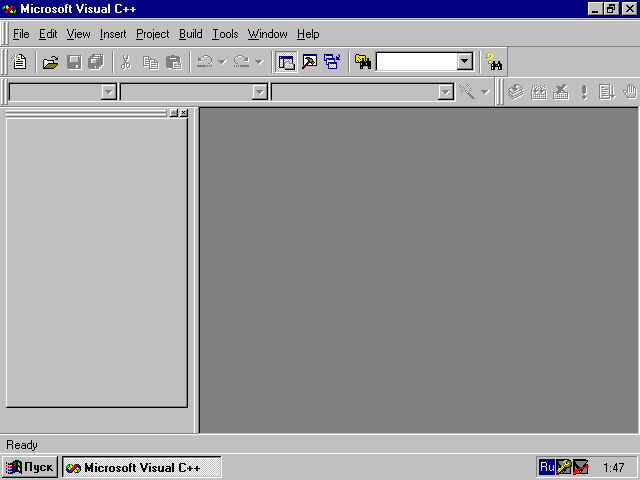 Microsoft Visual C++
File Edit View Insert Project Build Tools Window Help
Ready
Пуск Microsoft Visual C++ Ru 1:47